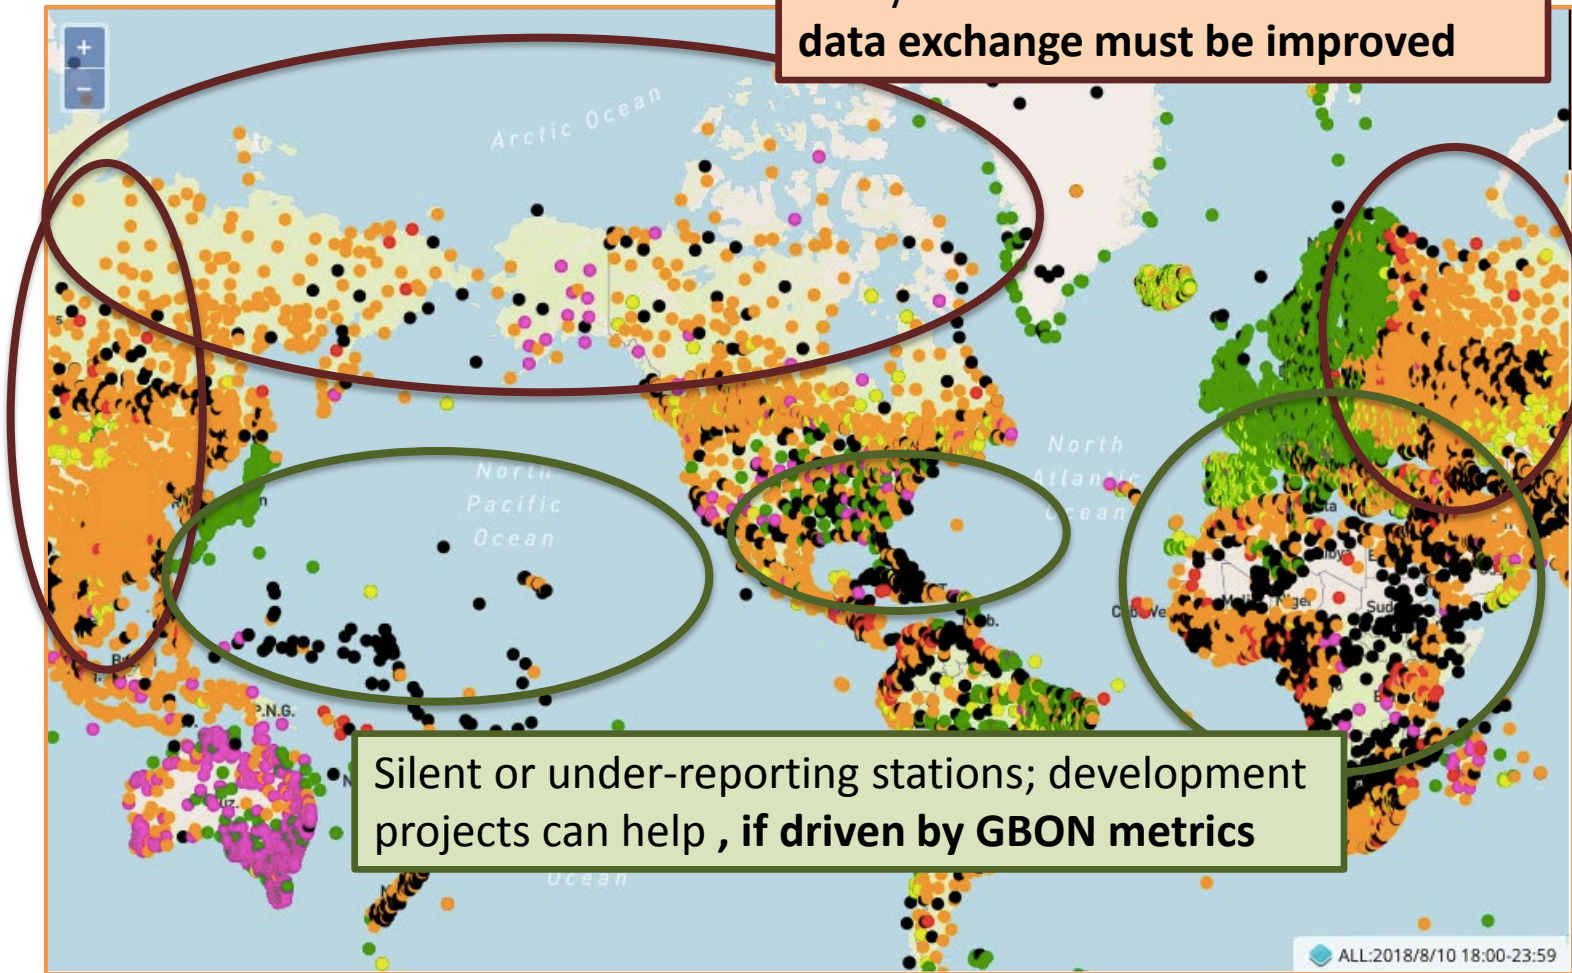 data exchange must be improved
+
−
Arctic Ocean
North
Pacific
Ocean
North
Atlantic
Ocean
P.N.G.
Silent or under-reporting stations; development
projects can help , if driven by GBON metrics
Ocean
ALL:2018/8/10 18:00-23:59